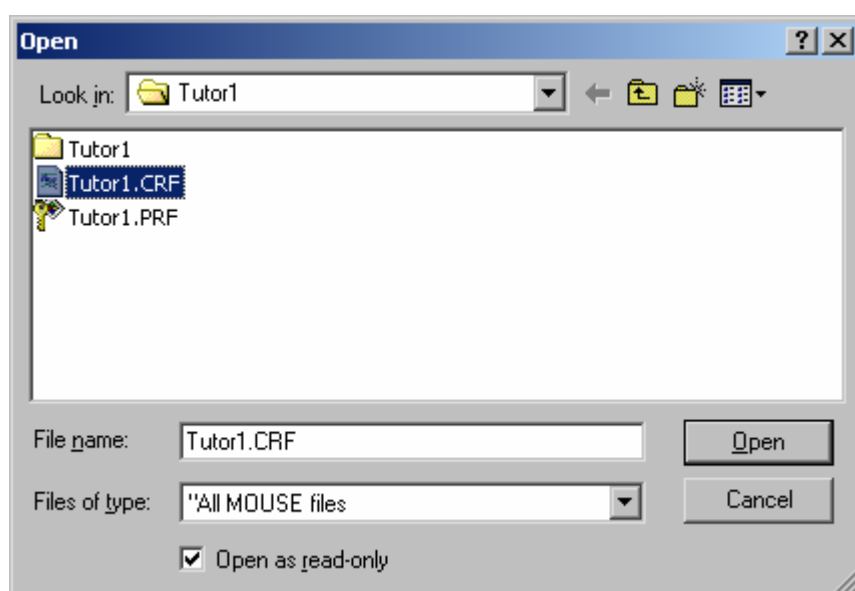 Open
Look in: Tutor1
Tutor1
Tutor1.CRF
Tutor1.PRF
File name: Tutor1.CRF Open
Files of type: "All MOUSE files Cancel
Open as read-only